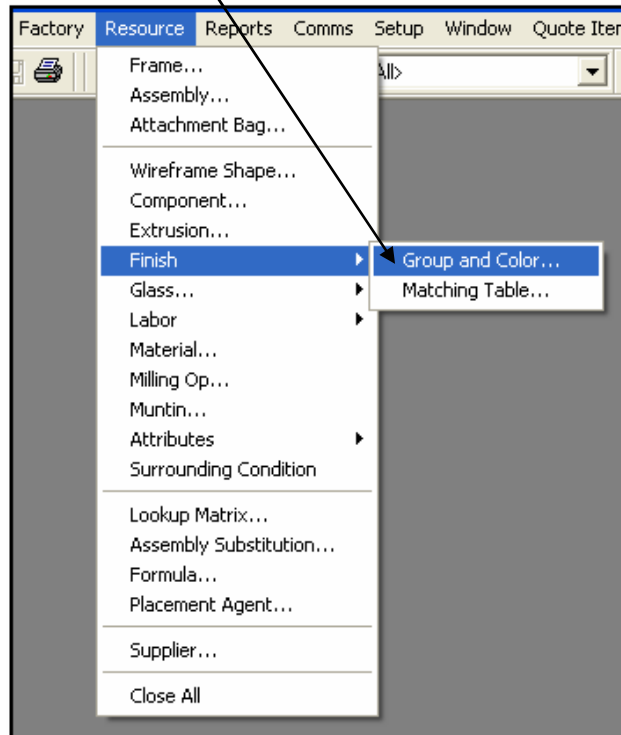 Factory Resource Reports Comms Setup Window Quote Iter
All>
Frame...
Assembly...
Attachment Bag...
Wireframe Shape...
Component...
Extrusion...
Finish
Group and Color...
Glass...
Matching Table...
Labor
Material...
Milling Op...
Muntin...
Attributes
Surrounding Condition
Lookup Matrix...
Assembly Substitution...
Formula...
Placement Agent...
Supplier...
Close All